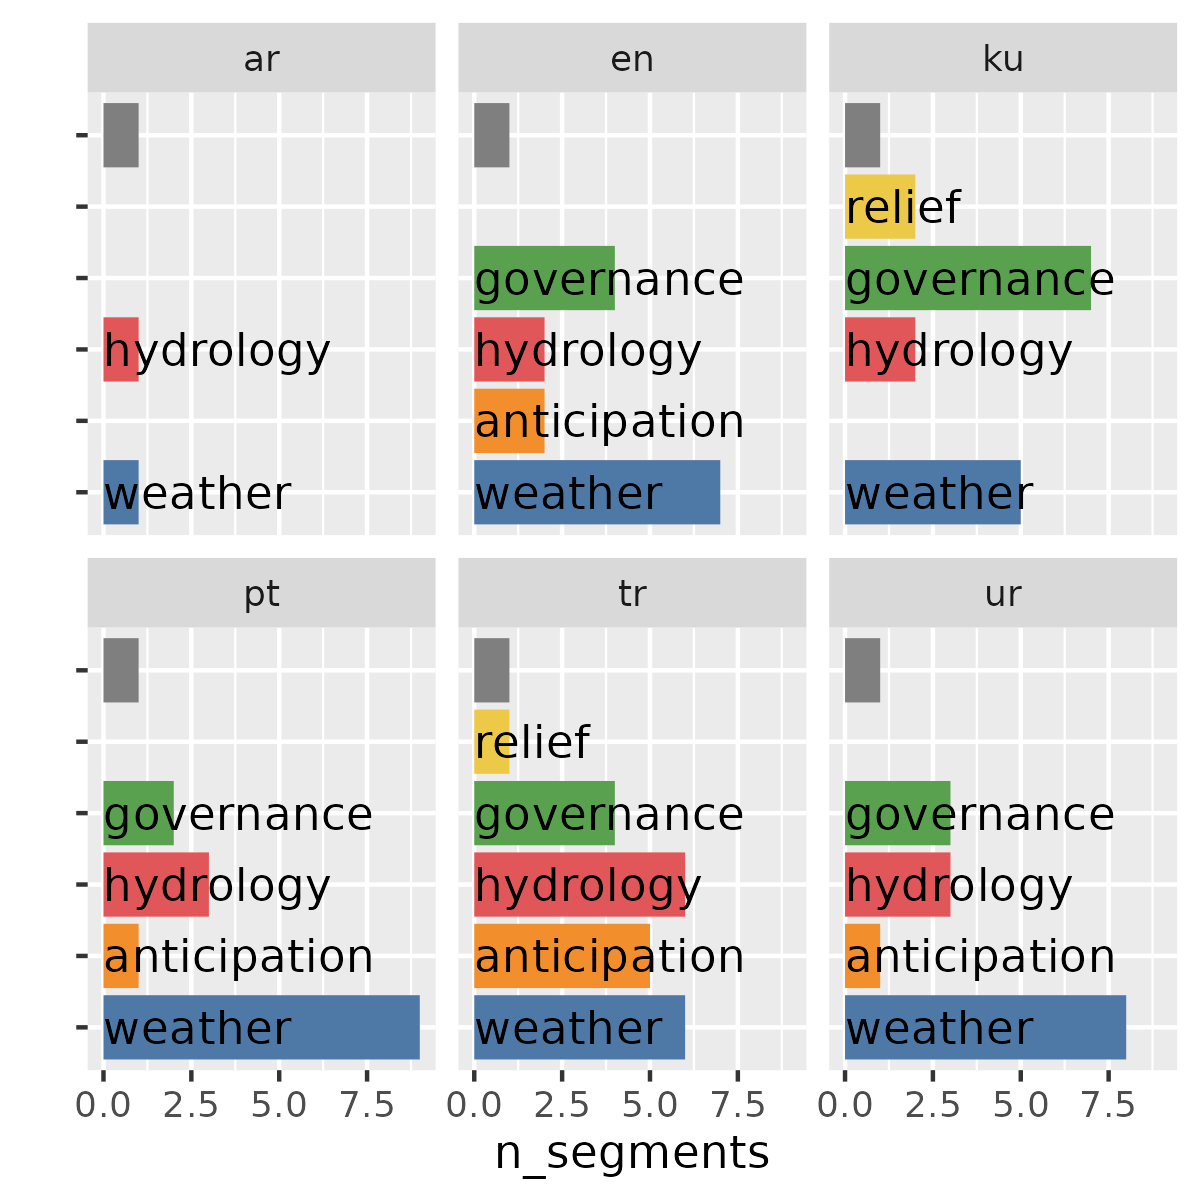 ar en ku
relief
governance governance
hydrology hydrology hydrology
anticipation
weather weather weather
pt tr ur
relief
governance governance governance
hydrology hydrology hydrology
anticipation anticipation anticipation
weather weather weather
0.0 2.5 5.0 7.5 0.0 2.5 5.0 7.5 0.0 2.5 5.0 7.5
n_segments